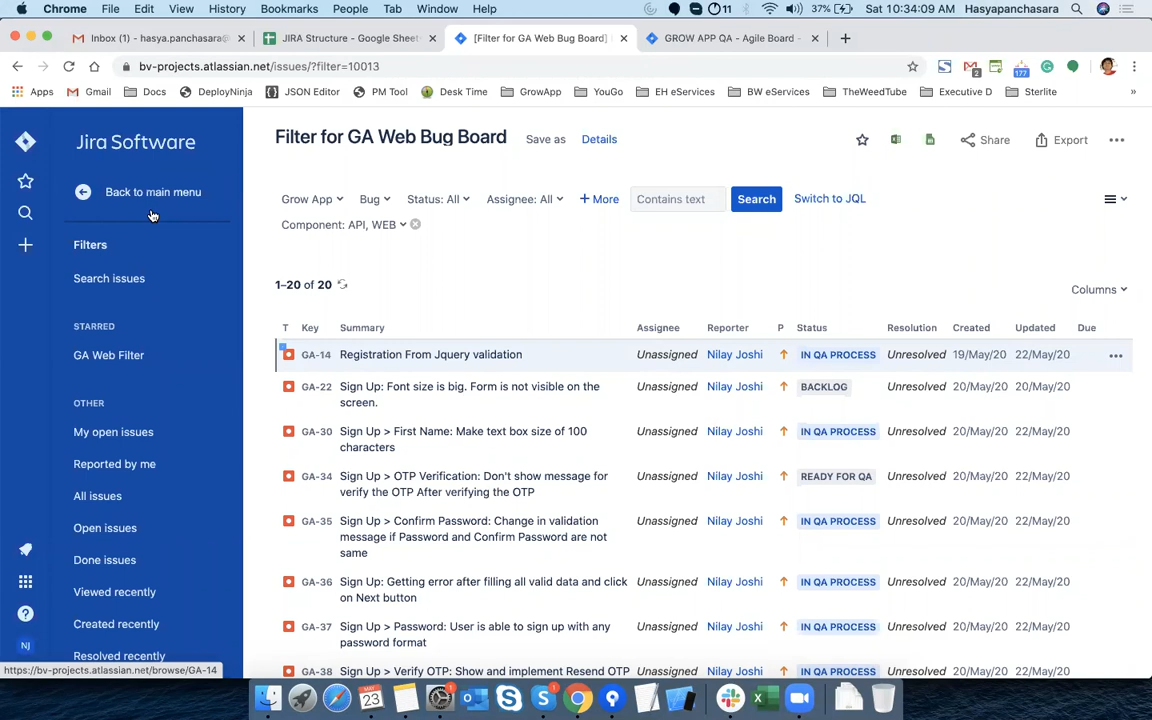 Chrome File Edit View History Bookmarks People Tab Window Help 11 37% Sat 10:34:09 AM Hasyapanchasara
Inbox (1) - hasya.panchasara@ JIRA Structure - Google Sheet [Filter for GA Web Bug Board] GROW APP QA - Agile Board -
bv-projects.atlassian.net/issues/?filter=10013 2 177
Apps Gmail Docs DeployNinja JSON Editor PM Tool Desk Time GrowApp YouGo EH eServices BW eServices TheWeedTube Executive D Sterlite »
Jira Software
Back to main menu
Filters
Search issues
STARRED
GA Web Filter
OTHER
My open issues
Reported by me
All issues
Open issues
Done issues
Viewed recently
Created recently
Resolved recently
NJ
https://bv-projects.atlassian.net/browse/GA-14
Filter for GA Web Bug Board Save as Details Share Export
Grow App Bug Status: All Assignee: All + More Contains text Search Switch to JQL
Component: API, WEB
1–20 of 20 Columns
T Key Summary Assignee Reporter P Status Resolution Created Updated Due
GA-14 Registration From Jquery validation Unassigned Nilay Joshi IN QA PROCESS Unresolved 19/May/20 22/May/20
GA-22 Sign Up: Font size is big. Form is not visible on the Unassigned Nilay Joshi BACKLOG Unresolved 20/May/20 22/May/20
screen.
GA-30 Sign Up > First Name: Make text box size of 100 Unassigned Nilay Joshi IN QA PROCESS Unresolved 20/May/20 22/May/20
characters
GA-34 Sign Up > OTP Verification: Don't show message for Unassigned Nilay Joshi READY FOR QA Unresolved 20/May/20 22/May/20
verify the OTP After verifying the OTP
GA-35 Sign Up > Confirm Password: Change in validation Unassigned Nilay Joshi IN QA PROCESS Unresolved 20/May/20 22/May/20
message if Password and Confirm Password are not
same
GA-36 Sign Up: Getting error after filling all valid data and click Unassigned Nilay Joshi IN QA PROCESS Unresolved 20/May/20 22/May/20
on Next button
GA-37 Sign Up > Password: User is able to sign up with any Unassigned Nilay Joshi IN QA PROCESS Unresolved 20/May/20 22/May/20
password format
GA-38 Sign Up > Verify OTP: Show and implement Resend OTP Unassigned Nilay Joshi IN QA PROCESS Unresolved 20/May/20 22/May/20
MAY 23 1 1